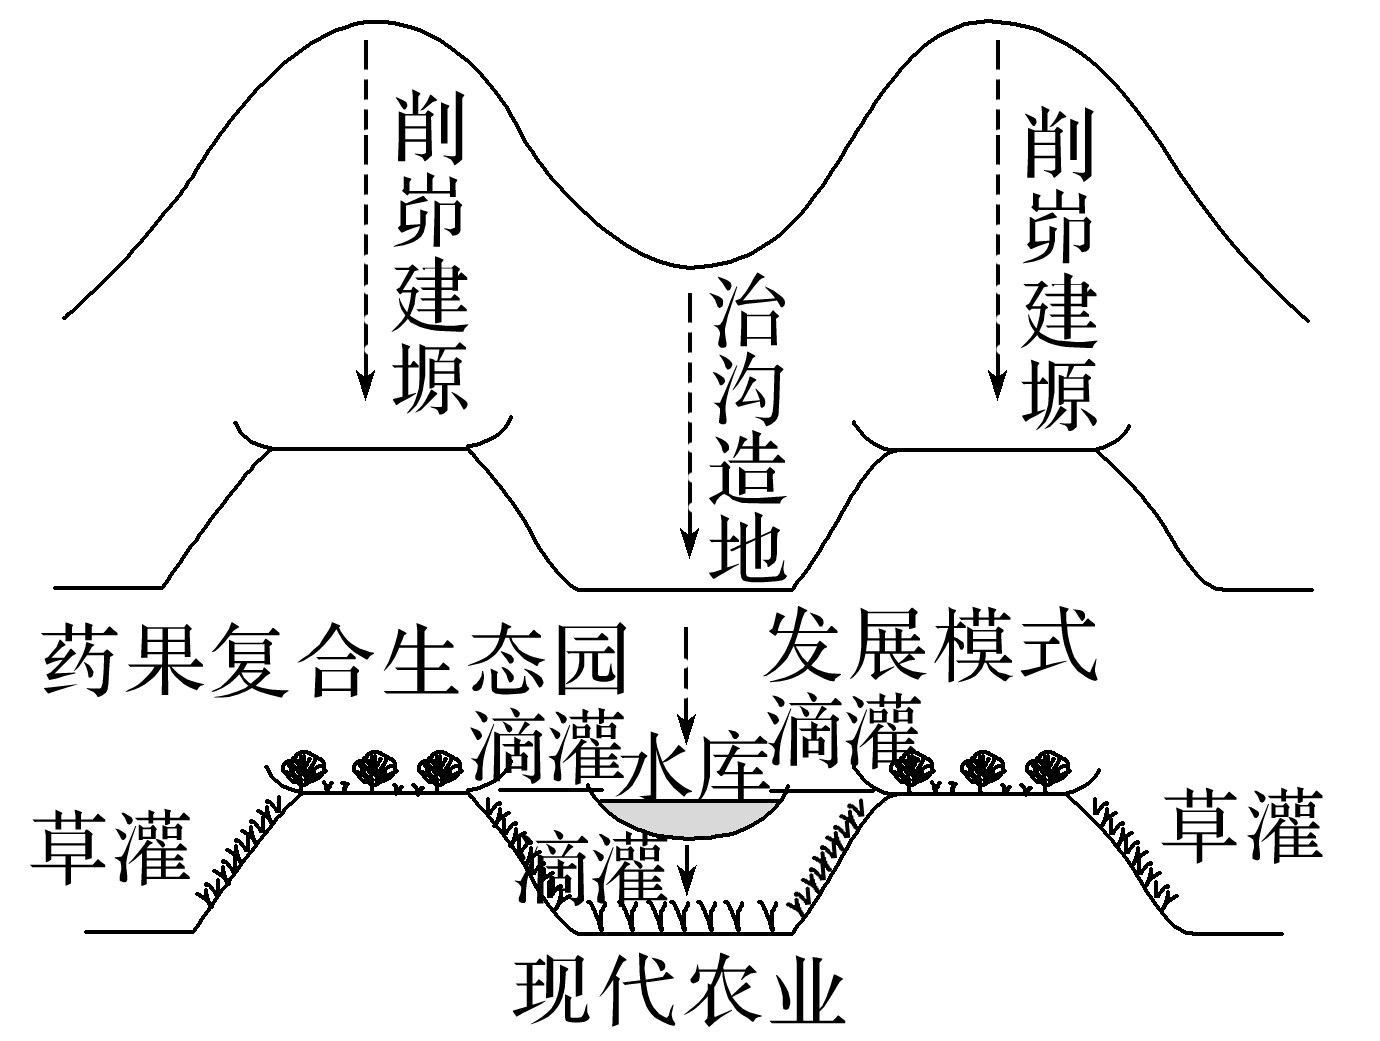 削峁建塬
削峁建塬
治沟造地
药果复合生态园
发展模式
滴灌
滴灌
水库
草灌
草灌
滴灌
现代农业